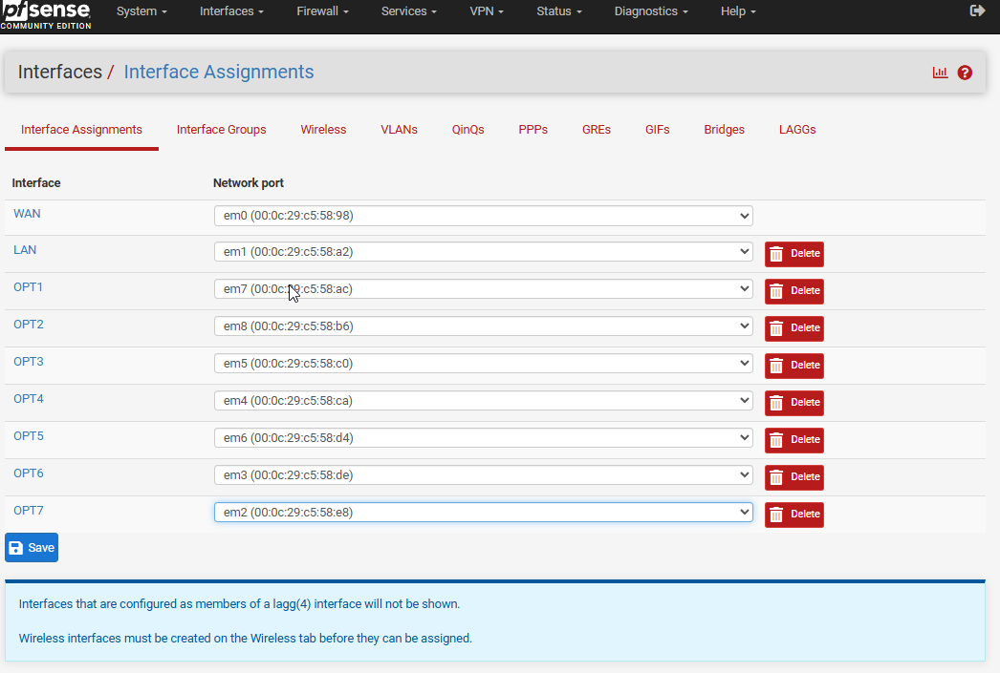 pfsense
COMMUNITY EDITION
System Interfaces Firewall Services VPN Status Diagnostics Help
Interfaces / Interface Assignments
Interface Assignments Interface Groups Wireless VLANs QinQs PPPs GREs GIFs Bridges LAGGs
Interface Network port
WAN em0 (00:0c:29:c5:58:98)
LAN em1 (00:0c:29:c5:58:a2) Delete
OPT1 em7 (00:0c:29:c5:58:ac) Delete
OPT2 em8 (00:0c:29:c5:58:b6) Delete
OPT3 em5 (00:0c:29:c5:58:c0) Delete
OPT4 em4 (00:0c:29:c5:58:ca) Delete
OPT5 em6 (00:0c:29:c5:58:d4) Delete
OPT6 em3 (00:0c:29:c5:58:de) Delete
OPT7 em2 (00:0c:29:c5:58:e8) Delete
Save
Interfaces that are configured as members of a lagg(4) interface will not be shown.
Wireless interfaces must be created on the Wireless tab before they can be assigned.